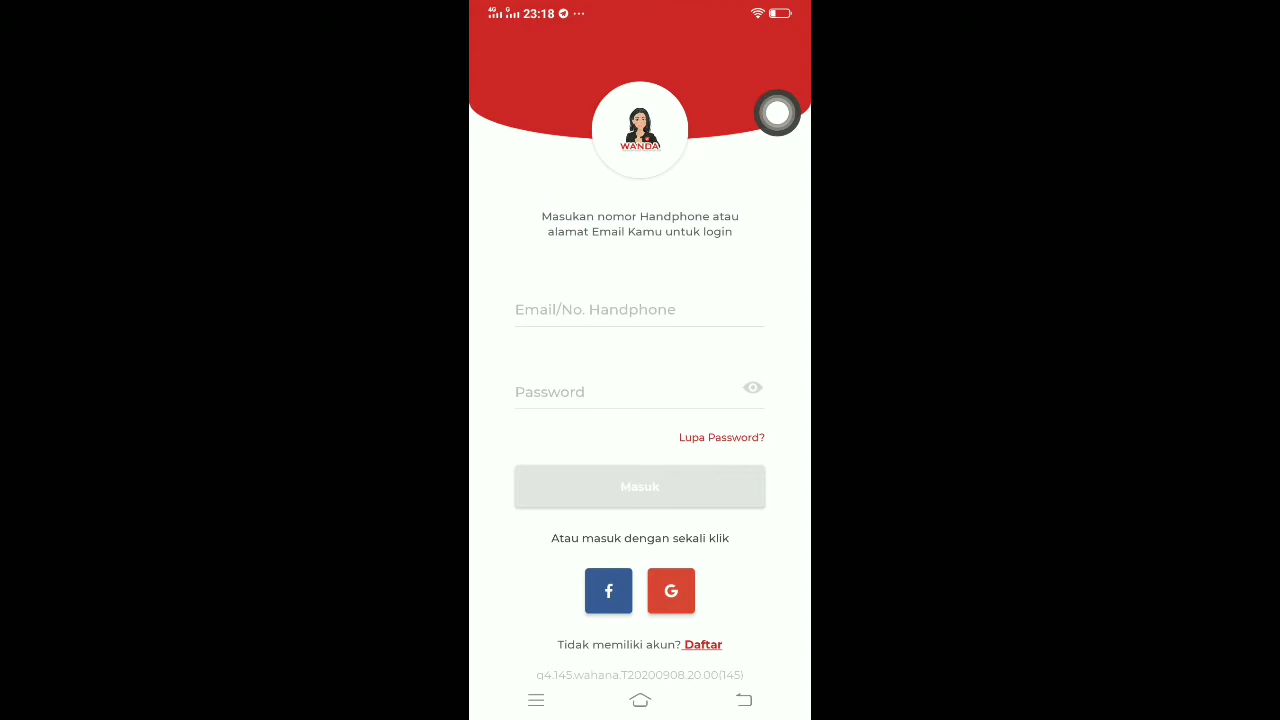 4G G 23:18
WANDA
Masukan nomor Handphone atau
alamat Email Kamu untuk login
Email/No. Handphone
Password
Lupa Password?
Masuk
Atau masuk dengan sekali klik
f G
Tidak memiliki akun? Daftar
q4.145.wahana.T20200908.20.00(145)